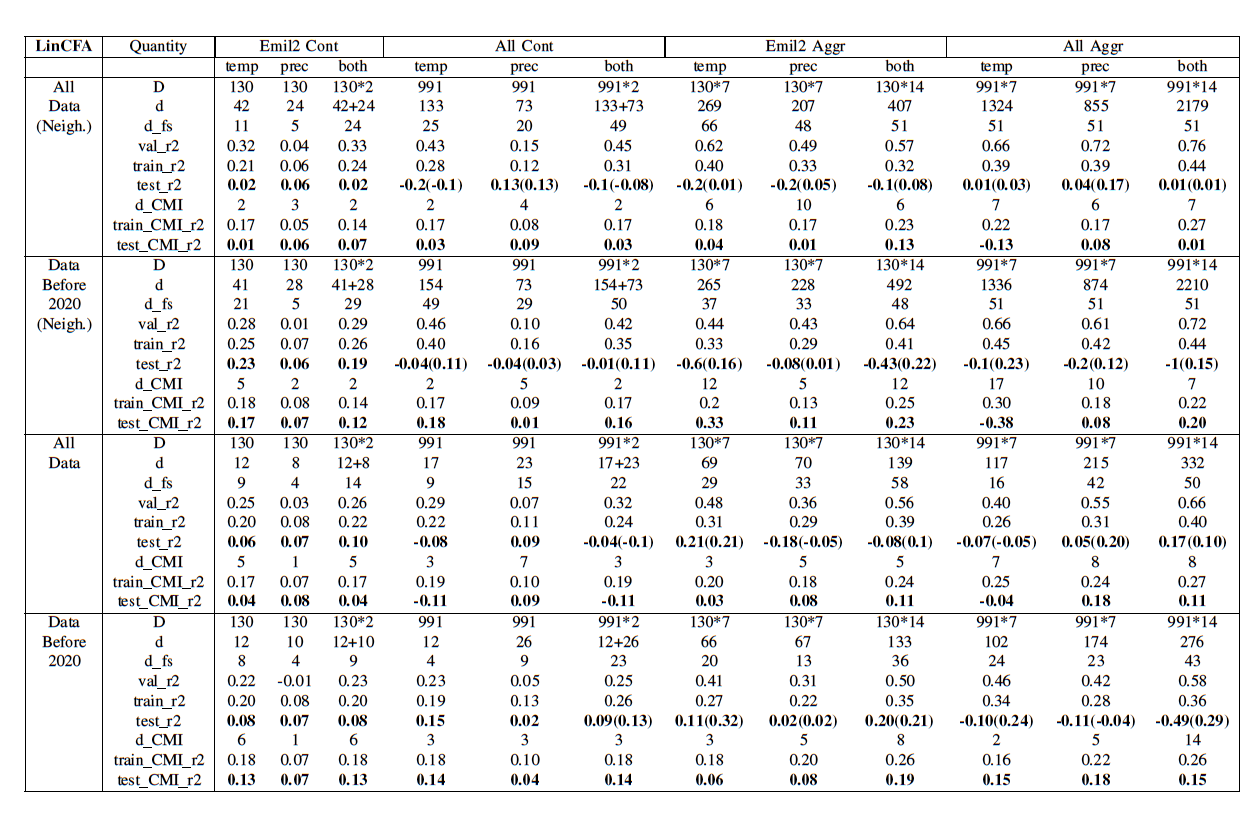 LinCFA Quantity Emil2 Cont All Cont Emil2 Aggr All Aggr
temp prec both temp prec both temp prec both temp prec both
All D 130 130 130*2 991 991 991*2 130*7 130*7 130*14 991*7 991*7 991*14
Data d 42 24 42+24 133 73 133+73 269 207 407 1324 855 2179
(Neigh.) d_fs 11 5 24 25 20 49 66 48 51 51 51 51
val_r2 0.32 0.04 0.33 0.43 0.15 0.45 0.62 0.49 0.57 0.66 0.72 0.76
train_r2 0.21 0.06 0.24 0.28 0.12 0.31 0.40 0.33 0.32 0.39 0.39 0.44
test_r2 0.02 0.06 0.02 -0.2(-0.1) 0.13(0.13) -0.1(-0.08) -0.2(0.01) -0.2(0.05) -0.1(0.08) 0.01(0.03) 0.04(0.17) 0.01(0.01)
d_CMI 2 3 2 2 4 2 6 10 6 7 6 7
train_CMI_r2 0.17 0.05 0.14 0.17 0.08 0.17 0.18 0.17 0.23 0.22 0.17 0.27
test_CMI_r2 0.01 0.06 0.07 0.03 0.09 0.03 0.04 0.01 0.13 -0.13 0.08 0.01
Data D 130 130 130*2 991 991 991*2 130*7 130*7 130*14 991*7 991*7 991*14
Before d 41 28 41+28 154 73 154+73 265 228 492 1336 874 2210
2020 d_fs 21 5 29 49 29 50 37 33 48 51 51 51
(Neigh.) val_r2 0.28 0.01 0.29 0.46 0.10 0.42 0.44 0.43 0.64 0.66 0.61 0.72
train_r2 0.25 0.07 0.26 0.40 0.16 0.35 0.33 0.29 0.41 0.45 0.42 0.44
test_r2 0.23 0.06 0.19 -0.04(0.11) -0.04(0.03) -0.01(0.11) -0.6(0.16) -0.08(0.01) -0.43(0.22) -0.1(0.23) -0.2(0.12) -1(0.15)
d_CMI 5 2 2 2 5 2 12 5 12 17 10 7
train_CMI_r2 0.18 0.08 0.14 0.17 0.09 0.17 0.2 0.13 0.25 0.30 0.18 0.22
test_CMI_r2 0.17 0.07 0.12 0.18 0.01 0.16 0.33 0.11 0.23 -0.38 0.08 0.20
All D 130 130 130*2 991 991 991*2 130*7 130*7 130*14 991*7 991*7 991*14
Data d 12 8 12+8 17 23 17+23 69 70 139 117 215 332
d_fs 9 4 14 9 15 22 29 33 58 16 42 50
val_r2 0.25 0.03 0.26 0.29 0.07 0.32 0.48 0.36 0.56 0.40 0.55 0.66
train_r2 0.20 0.08 0.22 0.22 0.11 0.24 0.31 0.29 0.39 0.26 0.31 0.40
test_r2 0.06 0.07 0.10 -0.08 0.09 -0.04(-0.1) 0.21(0.21) -0.18(-0.05) -0.08(0.1) -0.07(-0.05) 0.05(0.20) 0.17(0.10)
d_CMI 5 1 5 3 7 3 3 5 5 7 8 8
train_CMI_r2 0.17 0.07 0.17 0.19 0.10 0.19 0.20 0.18 0.24 0.25 0.24 0.27
test_CMI_r2 0.04 0.08 0.04 -0.11 0.09 -0.11 0.03 0.08 0.11 -0.04 0.18 0.11
Data D 130 130 130*2 991 991 991*2 130*7 130*7 130*14 991*7 991*7 991*14
Before d 12 10 12+10 12 26 12+26 66 67 133 102 174 276
2020 d_fs 8 4 9 4 9 23 20 13 36 24 23 43
val_r2 0.22 -0.01 0.23 0.23 0.05 0.25 0.41 0.31 0.50 0.46 0.42 0.58
train_r2 0.20 0.08 0.20 0.19 0.13 0.26 0.27 0.22 0.35 0.34 0.28 0.36
test_r2 0.08 0.07 0.08 0.15 0.02 0.09(0.13) 0.11(0.32) 0.02(0.02) 0.20(0.21) -0.10(0.24) -0.11(-0.04) -0.49(0.29)
d_CMI 6 1 6 3 3 3 3 5 8 2 5 14
train_CMI_r2 0.18 0.07 0.18 0.18 0.10 0.18 0.18 0.20 0.26 0.16 0.22 0.26
test_CMI_r2 0.13 0.07 0.13 0.14 0.04 0.14 0.06 0.08 0.19 0.15 0.18 0.15